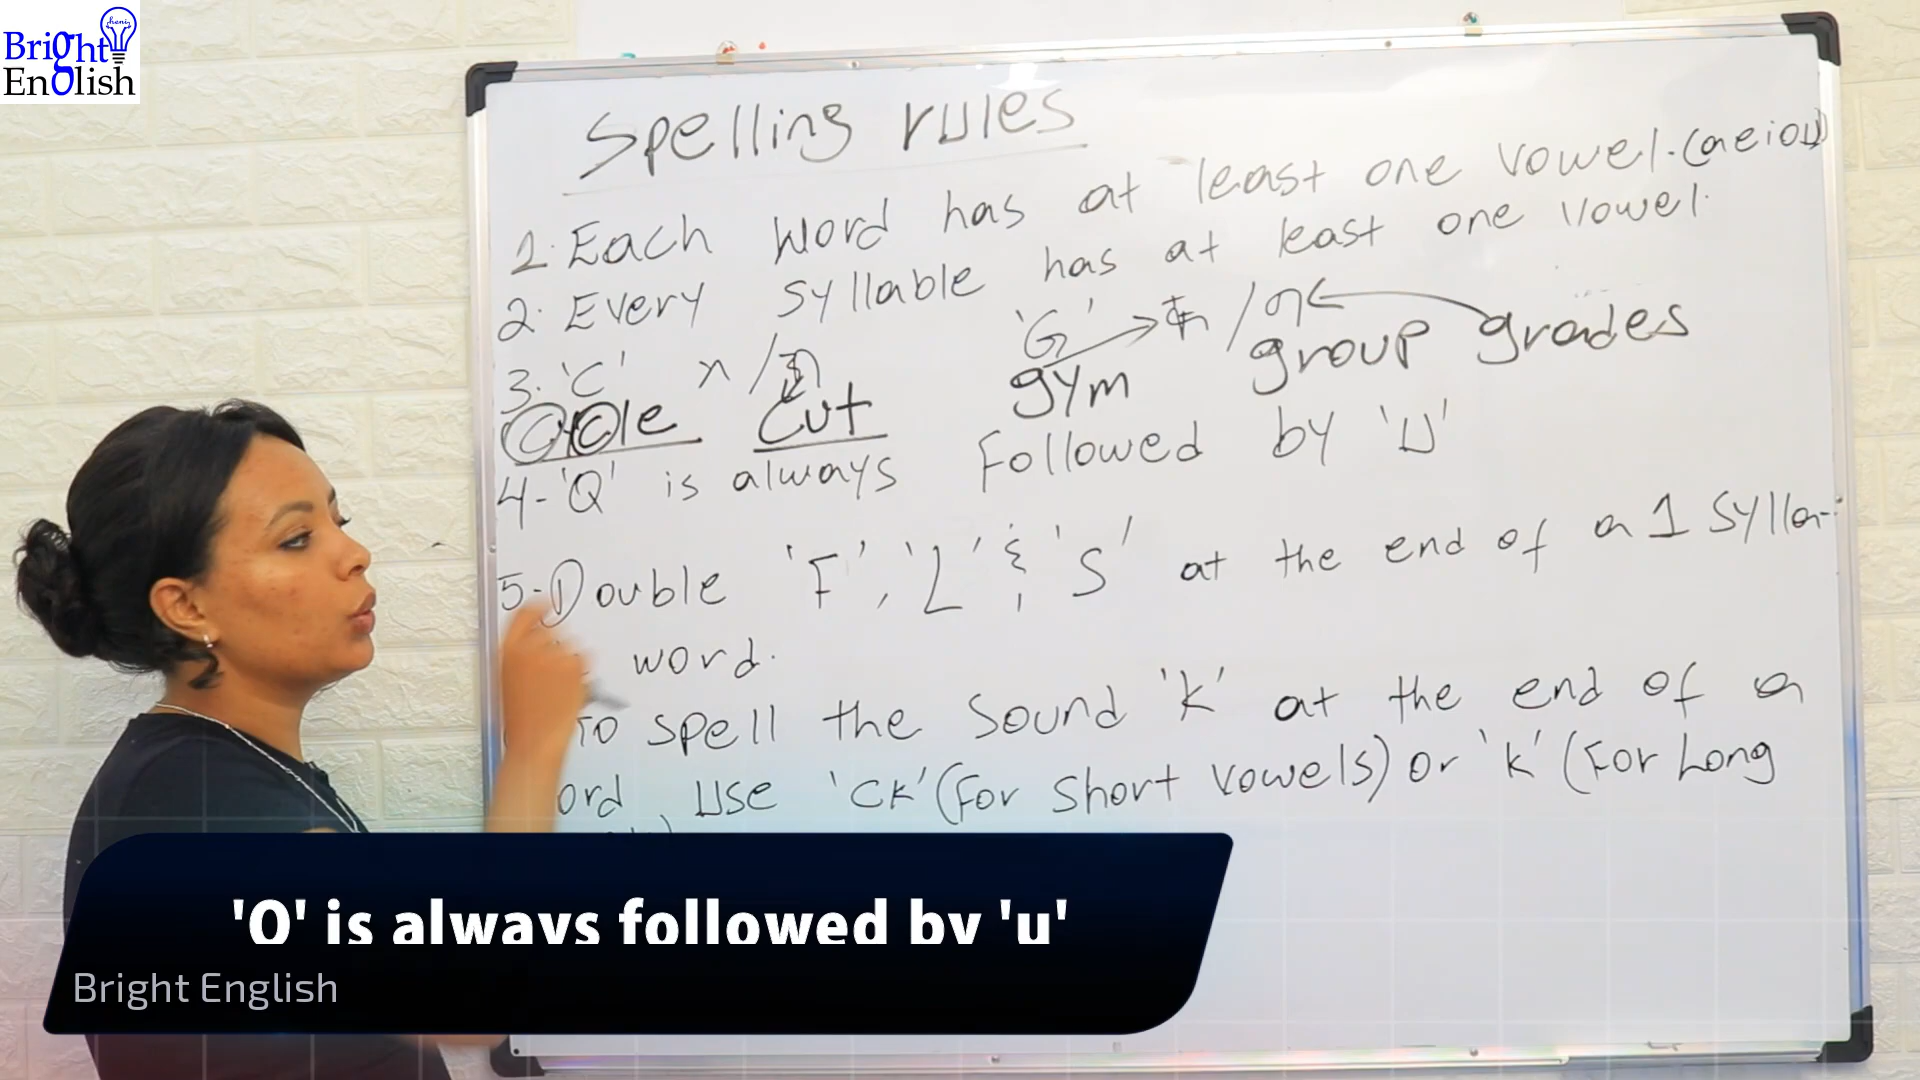 heni
Bright
English
Spelling rules
1. Each word has at least one vowel. (aeiou)
2. Every syllable has at least one vowel.
3. 'C' / 'G' /
Cycle Cut gym group grades
4- 'Q' is always followed by 'U'
5- Double 'F', 'L' & 'S' at the end of a 1 sylla-
word.
To spell the sound 'k' at the end of a
ord Use 'CK' (For short vowels) or 'k' (For Long
'Q' is always followed by 'u'
Bright English